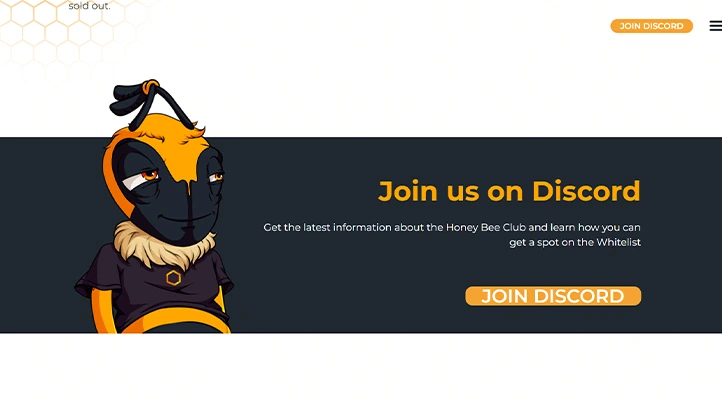 sold out.
JOIN DISCORD
Join us on Discord
Get the latest information about the Honey Bee Club and learn how you can
get a spot on the Whitelist
JOIN DISCORD